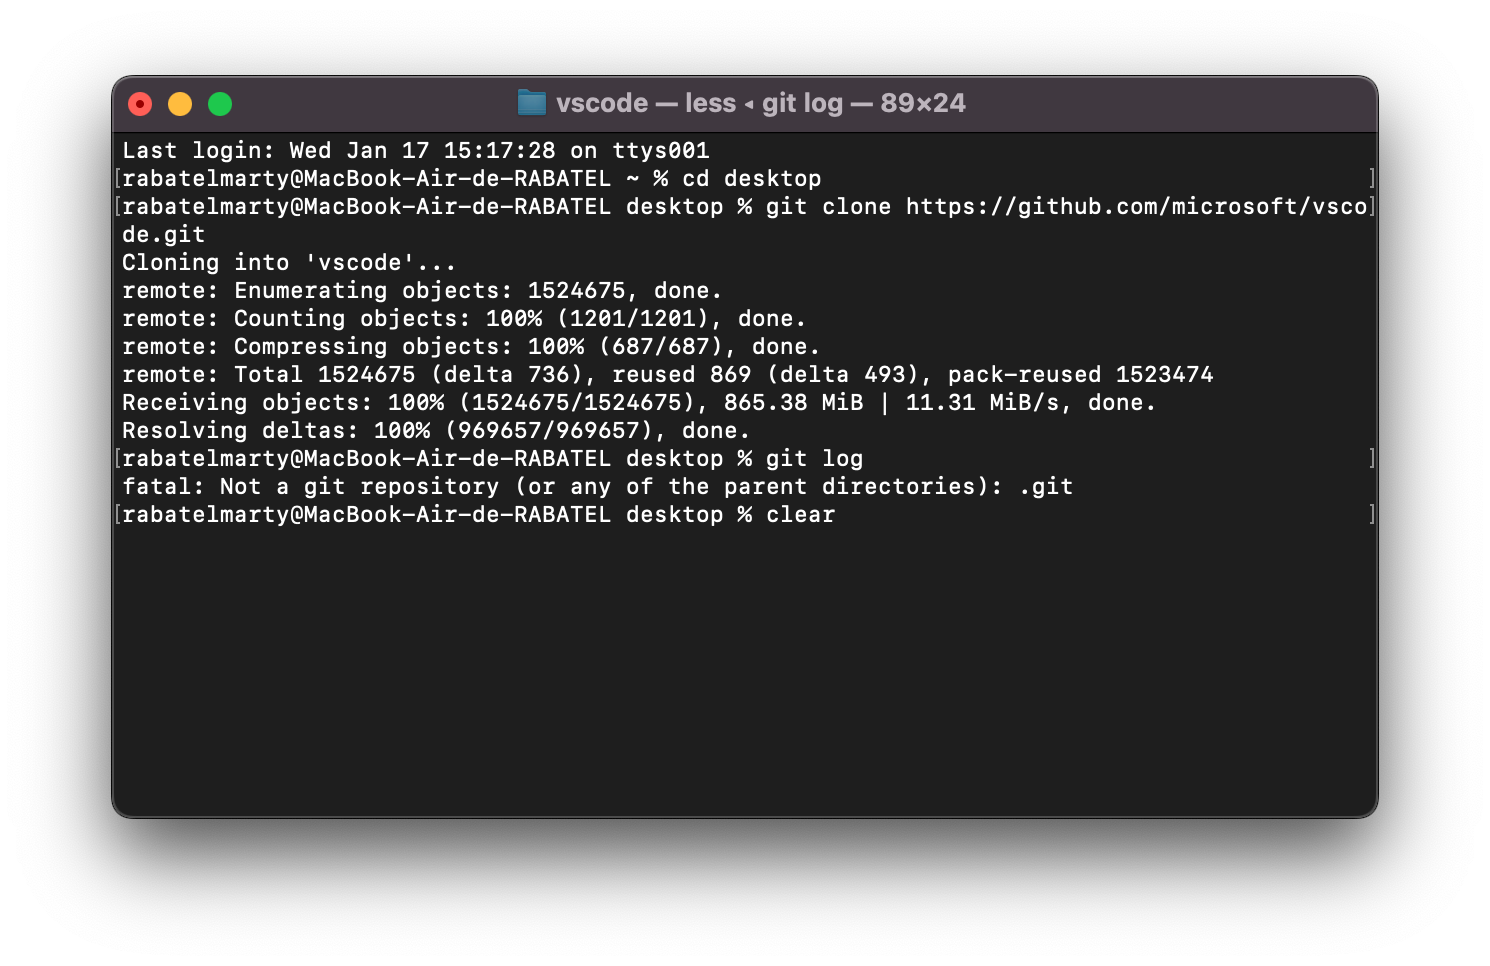 vscode — less ◂ git log — 89×24
Last login: Wed Jan 17 15:17:28 on ttys001
[rabatelmarty@MacBook-Air-de-RABATEL ~ % cd desktop ]
[rabatelmarty@MacBook-Air-de-RABATEL desktop % git clone https://github.com/microsoft/vsco]
de.git
Cloning into 'vscode'...
remote: Enumerating objects: 1524675, done.
remote: Counting objects: 100% (1201/1201), done.
remote: Compressing objects: 100% (687/687), done.
remote: Total 1524675 (delta 736), reused 869 (delta 493), pack-reused 1523474
Receiving objects: 100% (1524675/1524675), 865.38 MiB | 11.31 MiB/s, done.
Resolving deltas: 100% (969657/969657), done.
[rabatelmarty@MacBook-Air-de-RABATEL desktop % git log ]
fatal: Not a git repository (or any of the parent directories): .git
[rabatelmarty@MacBook-Air-de-RABATEL desktop % clear ]